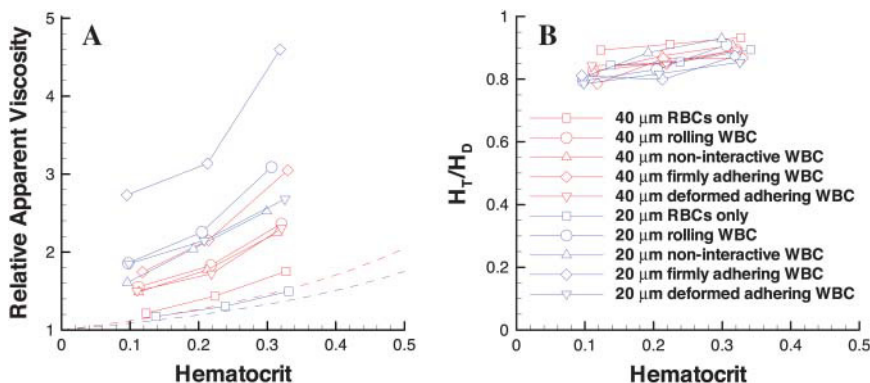 A
Relative Apparent Viscosity
5
4
3
2
1
0
0.1
0.2
0.3
0.4
0.5
Hematocrit
B
H_T/H_D
1
0.8
0.6
0.4
0.2
0
40 μm RBCs only
40 μm rolling WBC
40 μm non-interactive WBC
40 μm firmly adhering WBC
40 μm deformed adhering WBC
20 μm RBCs only
20 μm rolling WBC
20 μm non-interactive WBC
20 μm firmly adhering WBC
20 μm deformed adhering WBC
0
0.1
0.2
0.3
0.4
0.5
Hematocrit